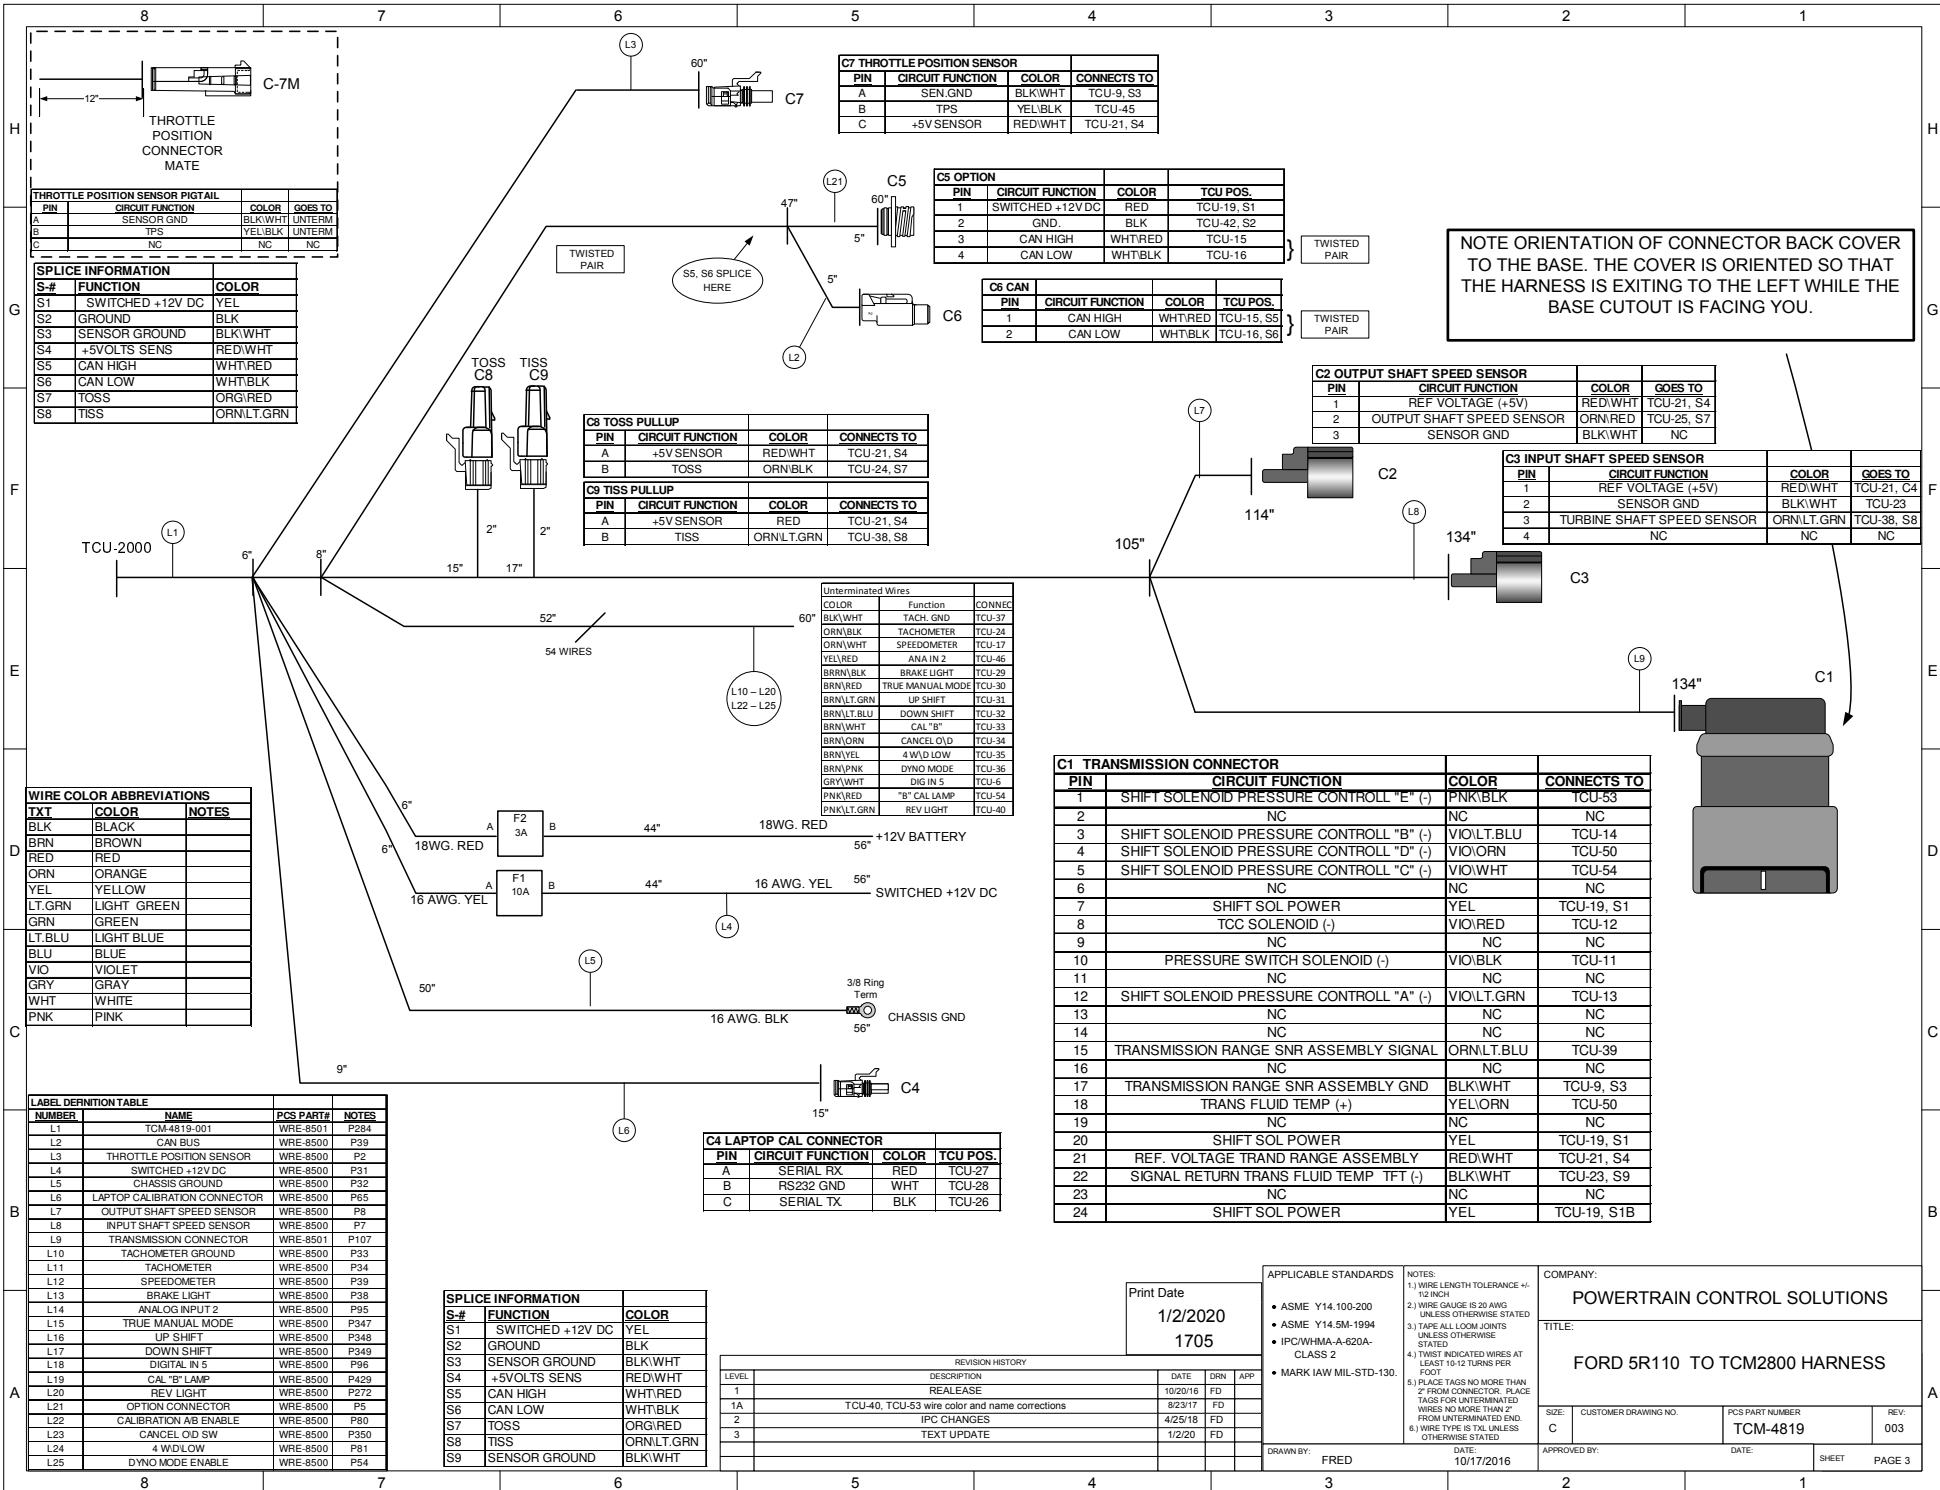 8 7 6 5 4 3 2 1
H
G
F
E
D
C
B
A
12"
C-7M
THROTTLE
POSITION
CONNECTOR
MATE
THROTTLE POSITION SENSOR PIGTAIL
PIN CIRCUIT FUNCTION COLOR GOES TO
A SENSOR GND BLK\WHT UNTERM
B TPS YEL\BLK UNTERM
C NC NC NC
SPLICE INFORMATION
S-# FUNCTION COLOR
S1 SWITCHED +12V DC YEL
S2 GROUND BLK
S3 SENSOR GROUND BLK\WHT
S4 +5VOLTS SENS RED\WHT
S5 CAN HIGH WHT\RED
S6 CAN LOW WHT\BLK
S7 TOSS ORG\RED
S8 TISS ORN\LT.GRN
L3
60"
C7
C7 THROTTLE POSITION SENSOR
PIN CIRCUIT FUNCTION COLOR CONNECTS TO
A SEN.GND BLK\WHT TCU-9, S3
B TPS YEL\BLK TCU-45
C +5V SENSOR RED\WHT TCU-21, S4
L21
C5
47"
60"
5"
TWISTED
PAIR
S5, S6 SPLICE
HERE
5"
C6
L2
C5 OPTION
PIN CIRCUIT FUNCTION COLOR TCU POS.
1 SWITCHED +12V DC RED TCU-19, S1
2 GND. BLK TCU-42, S2
3 CAN HIGH WHT\RED TCU-15
4 CAN LOW WHT\BLK TCU-16
} TWISTED
PAIR
C6 CAN
PIN CIRCUIT FUNCTION COLOR TCU POS.
1 CAN HIGH WHT\RED TCU-15, S5
2 CAN LOW WHT\BLK TCU-16, S6
} TWISTED
PAIR
NOTE ORIENTATION OF CONNECTOR BACK COVER
TO THE BASE. THE COVER IS ORIENTED SO THAT
THE HARNESS IS EXITING TO THE LEFT WHILE THE
BASE CUTOUT IS FACING YOU.
TOSS TISS
C8 C9
C8 TOSS PULLUP
PIN CIRCUIT FUNCTION COLOR CONNECTS TO
A +5V SENSOR RED\WHT TCU-21, S4
B TOSS ORN\BLK TCU-24, S7
C9 TISS PULLUP
PIN CIRCUIT FUNCTION COLOR CONNECTS TO
A +5V SENSOR RED TCU-21, S4
B TISS ORN\LT.GRN TCU-38, S8
C2 OUTPUT SHAFT SPEED SENSOR
PIN CIRCUIT FUNCTION COLOR GOES TO
1 REF VOLTAGE (+5V) RED\WHT TCU-21, S4
2 OUTPUT SHAFT SPEED SENSOR ORN\RED TCU-25, S7
3 SENSOR GND BLK\WHT NC
C3 INPUT SHAFT SPEED SENSOR
PIN CIRCUIT FUNCTION COLOR GOES TO
1 REF VOLTAGE (+5V) RED\WHT TCU-21, C4
2 SENSOR GND BLK\WHT TCU-23
3 TURBINE SHAFT SPEED SENSOR ORN\LT.GRN TCU-38, S8
4 NC NC NC
L7
C2
114"
L8
105"
134"
C3
L9
134"
C1
TCU-2000
L1
6"
8"
15"
17"
2"
2"
52"
54 WIRES
60"
L10 – L20
L22 – L25
Unterminated Wires
COLOR Function CONNEC
BLK\WHT TACH. GND TCU-37
ORN\BLK TACHOMETER TCU-24
ORN\WHT SPEEDOMETER TCU-17
YEL\RED ANA IN 2 TCU-46
BRRN\BLK BRAKE LIGHT TCU-29
BRN\RED TRUE MANUAL MODE TCU-30
BRN\LT.GRN UP SHIFT TCU-31
BRN\LT.BLU DOWN SHIFT TCU-32
BRN\WHT CAL "B" TCU-33
BRN\ORN CANCEL O\D TCU-34
BRN\YEL 4 W\D LOW TCU-35
BRN\PNK DYNO MODE TCU-36
GRY\WHT DIG IN 5 TCU-6
PNK\RED "B" CAL LAMP TCU-54
PNK\LT.GRN REV LIGHT TCU-40
6"
18WG. RED
A F2 3A B
44"
18WG. RED
56"
+12V BATTERY
6"
16 AWG. YEL
A F1 10A B
44"
16 AWG. YEL
56"
SWITCHED +12V DC
L4
L5
50"
16 AWG. BLK
3/8 Ring
Term
56"
CHASSIS GND
9"
L6
15"
C4
WIRE COLOR ABBREVIATIONS
TXT COLOR NOTES
BLK BLACK
BRN BROWN
RED RED
ORN ORANGE
YEL YELLOW
LT.GRN LIGHT GREEN
GRN GREEN
LT.BLU LIGHT BLUE
BLU BLUE
VIO VIOLET
GRY GRAY
WHT WHITE
PNK PINK
C4 LAPTOP CAL CONNECTOR
PIN CIRCUIT FUNCTION COLOR TCU POS.
A SERIAL RX RED TCU-27
B RS232 GND WHT TCU-28
C SERIAL TX BLK TCU-26
C1 TRANSMISSION CONNECTOR
PIN CIRCUIT FUNCTION COLOR CONNECTS TO
1 SHIFT SOLENOID PRESSURE CONTROLL "E" (-) PNK\BLK TCU-53
2 NC NC NC
3 SHIFT SOLENOID PRESSURE CONTROLL "B" (-) VIO\LT.BLU TCU-14
4 SHIFT SOLENOID PRESSURE CONTROLL "D" (-) VIO\ORN TCU-50
5 SHIFT SOLENOID PRESSURE CONTROLL "C" (-) VIO\WHT TCU-54
6 NC NC NC
7 SHIFT SOL POWER YEL TCU-19, S1
8 TCC SOLENOID (-) VIO\RED TCU-12
9 NC NC NC
10 PRESSURE SWITCH SOLENOID (-) VIO\BLK TCU-11
11 NC NC NC
12 SHIFT SOLENOID PRESSURE CONTROLL "A" (-) VIO\LT.GRN TCU-13
13 NC NC NC
14 NC NC NC
15 TRANSMISSION RANGE SNR ASSEMBLY SIGNAL ORN\LT.BLU TCU-39
16 NC NC NC
17 TRANSMISSION RANGE SNR ASSEMBLY GND BLK\WHT TCU-9, S3
18 TRANS FLUID TEMP (+) YEL\ORN TCU-50
19 NC NC NC
20 SHIFT SOL POWER YEL TCU-19, S1
21 REF. VOLTAGE TRAND RANGE ASSEMBLY RED\WHT TCU-21, S4
22 SIGNAL RETURN TRANS FLUID TEMP TFT (-) BLK\WHT TCU-23, S9
23 NC NC NC
24 SHIFT SOL POWER YEL TCU-19, S1B
LABEL DEFINITION TABLE
NUMBER NAME PCS PART# NOTES
L1 TCM-4819-001 WRE-8501 P284
L2 CAN BUS WRE-8500 P39
L3 THROTTLE POSITION SENSOR WRE-8500 P2
L4 SWITCHED +12V DC WRE-8500 P31
L5 CHASSIS GROUND WRE-8500 P32
L6 LAPTOP CALIBRATION CONNECTOR WRE-8500 P65
L7 OUTPUT SHAFT SPEED SENSOR WRE-8500 P8
L8 INPUT SHAFT SPEED SENSOR WRE-8500 P7
L9 TRANSMISSION CONNECTOR WRE-8501 P107
L10 TACHOMETER GROUND WRE-8500 P33
L11 TACHOMETER WRE-8500 P34
L12 SPEEDOMETER WRE-8500 P39
L13 BRAKE LIGHT WRE-8500 P38
L14 ANALOG INPUT 2 WRE-8500 P95
L15 TRUE MANUAL MODE WRE-8500 P347
L16 UP SHIFT WRE-8500 P348
L17 DOWN SHIFT WRE-8500 P349
L18 DIGITAL IN 5 WRE-8500 P96
L19 CAL "B" LAMP WRE-8500 P429
L20 REV LIGHT WRE-8500 P272
L21 OPTION CONNECTOR WRE-8500 P5
L22 CALIBRATION A/B ENABLE WRE-8500 P80
L23 CANCEL O\D SW WRE-8500 P350
L24 4 W\D LOW WRE-8500 P81
L25 DYNO MODE ENABLE WRE-8500 P54
SPLICE INFORMATION
S-# FUNCTION COLOR
S1 SWITCHED +12V DC YEL
S2 GROUND BLK
S3 SENSOR GROUND BLK\WHT
S4 +5VOLTS SENS RED\WHT
S5 CAN HIGH WHT\RED
S6 CAN LOW WHT\BLK
S7 TOSS ORG\RED
S8 TISS ORN\LT.GRN
S9 SENSOR GROUND BLK\WHT
Print Date
1/2/2020
1705
REVISION HISTORY
LEVEL DESCRIPTION DATE DRN APP
1 REALEASE 10/20/16 FD
1A TCU-40, TCU-53 wire color and name corrections 8/23/17 FD
2 IPC CHANGES 4/25/18 FD
3 TEXT UPDATE 1/2/20 FD
APPLICABLE STANDARDS
• ASME Y14.100-200
• ASME Y14.5M-1994
• IPC/WHMA-A-620A-
CLASS 2
• MARK IAW MIL-STD-130.
NOTES:
1.) WIRE LENGTH TOLERANCE +/-
1\2 INCH
2.) WIRE GAUGE IS 20 AWG
UNLESS OTHERWISE STATED
3.) TAPE ALL LOOM JOINTS
UNLESS OTHERWISE
STATED
4.) TWIST INDICATED WIRES AT
LEAST 10-12 TURNS PER
FOOT
5.) PLACE TAGS NO MORE THAN
2" FROM CONNECTOR. PLACE
TAGS FOR UNTERMINATED
WIRES NO MORE THAN 2"
FROM UNTERMINATED END.
6.) WIRE TYPE IS TXL UNLESS
OTHERWISE STATED
COMPANY:
POWERTRAIN CONTROL SOLUTIONS
TITLE:
FORD 5R110 TO TCM2800 HARNESS
SIZE: C
CUSTOMER DRAWING NO.
PCS PART NUMBER
TCM-4819
REV:
003
DRAWN BY:
FRED
DATE:
10/17/2016
APPROVED BY:
DATE:
SHEET PAGE 3
8 7 6 5 4 3 2 1
H
G
F
E
D
C
B
A